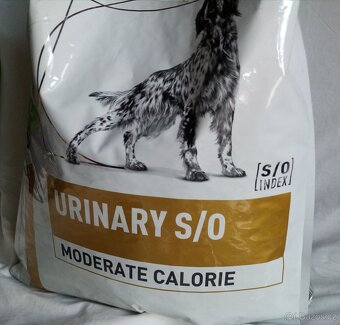 [S/O
INDEX]
URINARY S/O
MODERATE CALORIE